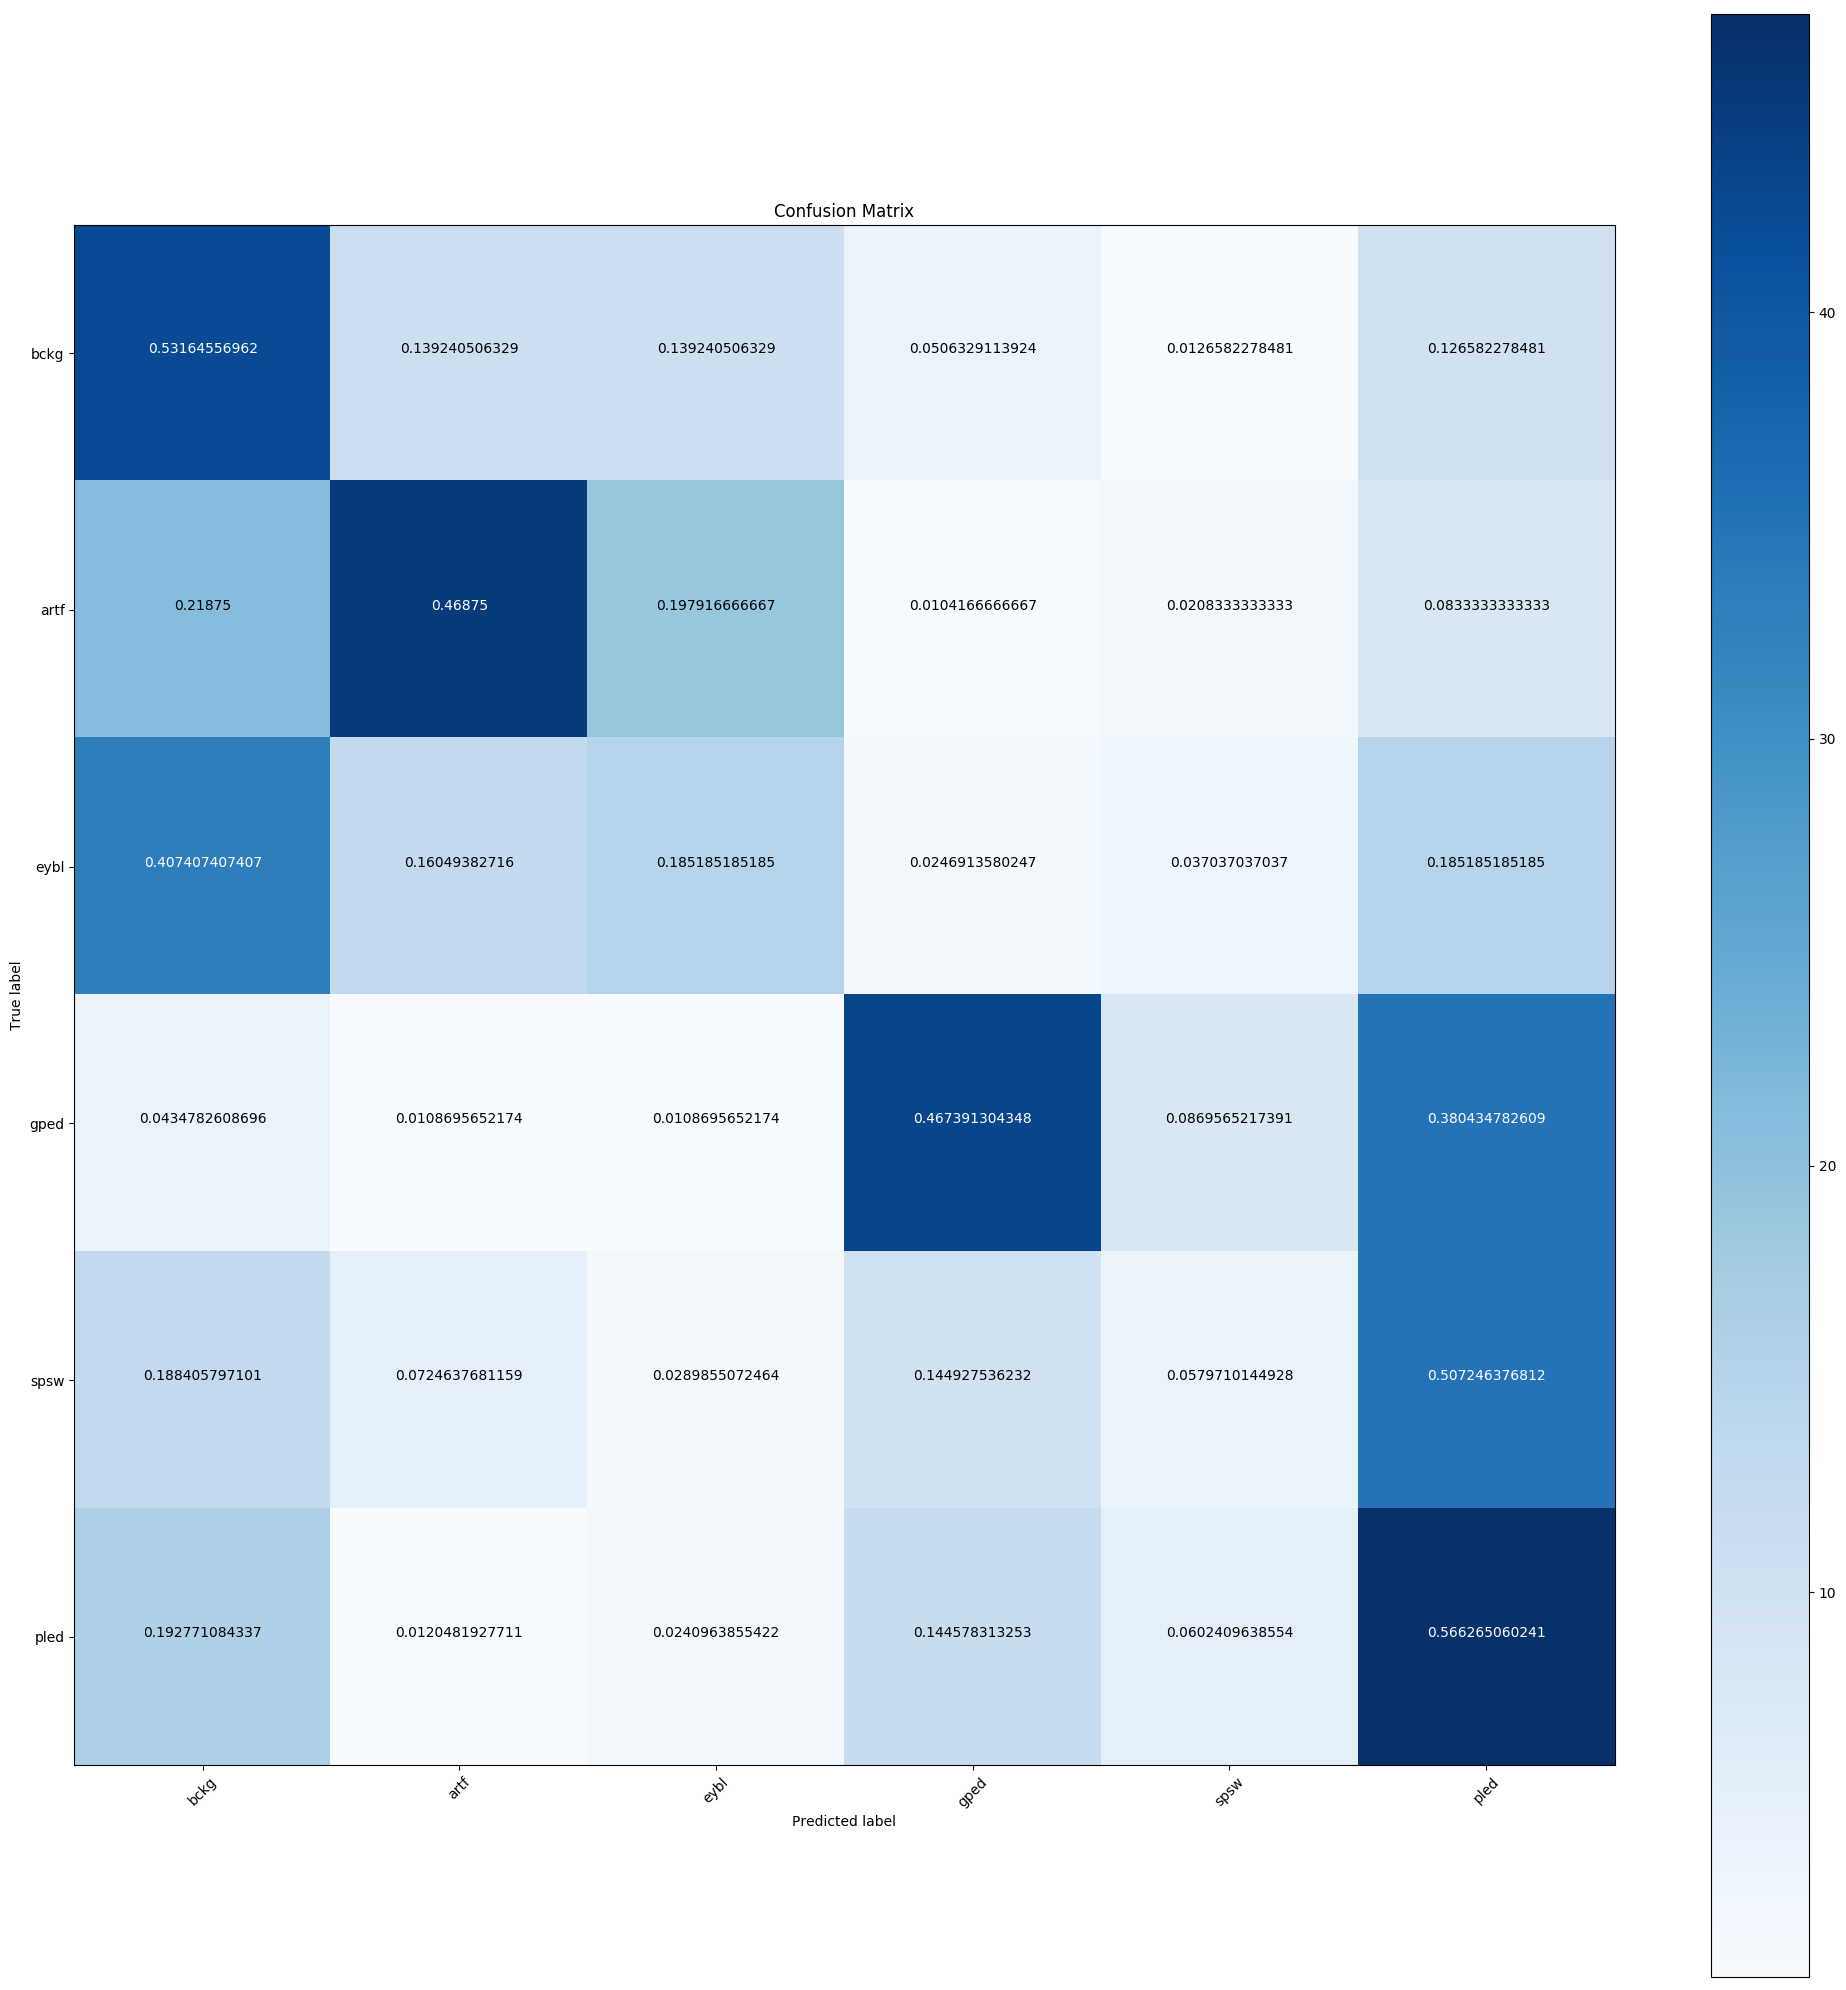 Confusion Matrix
bckg 0.53164556962 0.139240506329 0.139240506329 0.0506329113924 0.0126582278481 0.126582278481
artf 0.21875 0.46875 0.197916666667 0.0104166666667 0.0208333333333 0.0833333333333
eybl 0.407407407407 0.16049382716 0.185185185185 0.0246913580247 0.037037037037 0.185185185185
gped 0.0434782608696 0.0108695652174 0.0108695652174 0.467391304348 0.0869565217391 0.380434782609
spsw 0.188405797101 0.0724637681159 0.0289855072464 0.144927536232 0.0579710144928 0.507246376812
pled 0.192771084337 0.0120481927711 0.0240963855422 0.144578313253 0.0602409638554 0.566265060241
True label
bckg artf eybl gped spsw pled
Predicted label
40
30
20
10